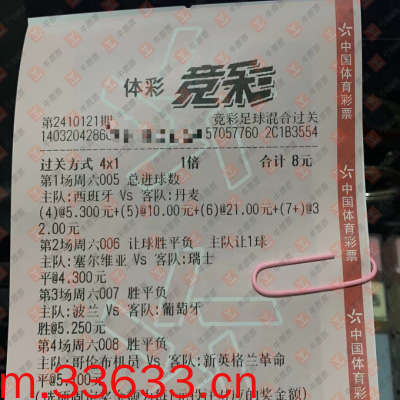 体彩 竞彩
第2410121期 竞彩足球混合过关
1403204286 57057760 2C1B3554
过关方式 4x1 1倍 合计 8元
第1场周六005 总进球数
主队:西班牙 Vs 客队:丹麦
(4)@5.300元+(5)@10.00元+(6)@21.00元+(7+)@3
2.00元
第2场周六006 让球胜平负 主队让1球
主队:塞尔维亚 Vs 客队:瑞士
平@4.300元
第3场周六007 胜平负
主队:波兰 Vs 客队:葡萄牙
胜@5.250元
第4场周六008 胜平负
主队:哥伦布机员 Vs 客队:新英格兰革命
m.33633.cn
中国体育彩票
中国体育彩票
中国体育彩票